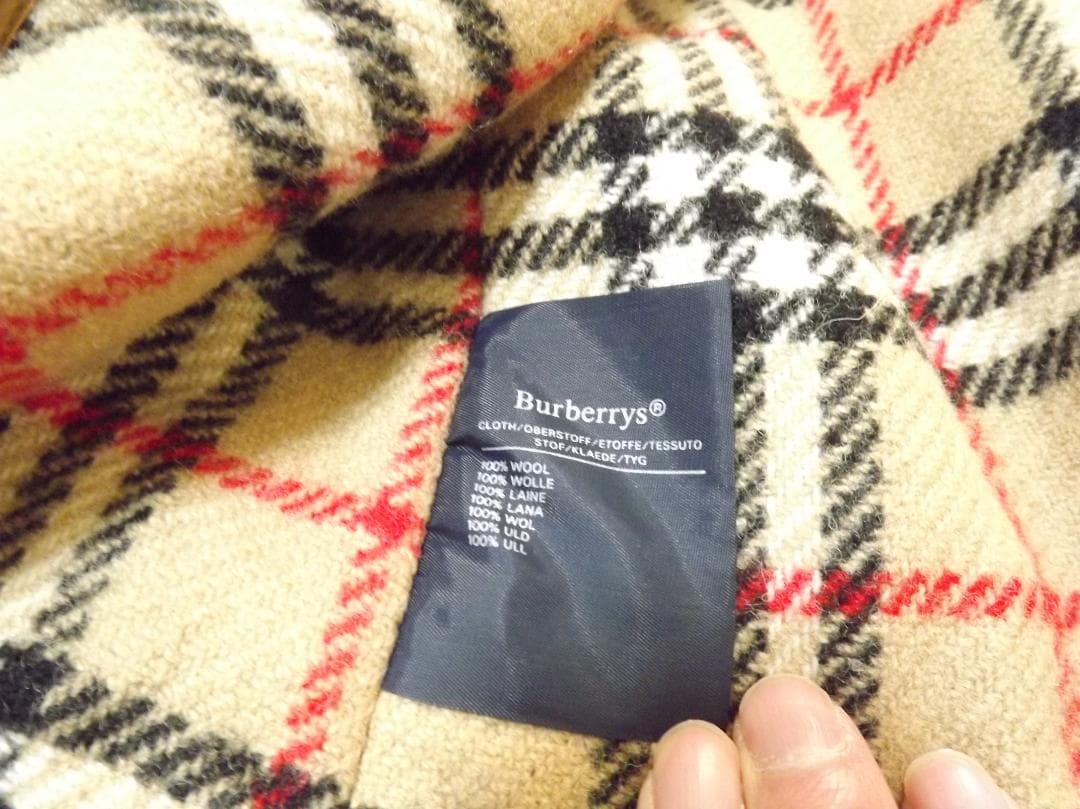 Burberrys®
CLOTH/OBERSTOFF/ETOFFE/TESSUTO
STOF/KLAEDE/TYG
100% WOOL
100% WOLLE
100% LAINE
100% LANA
100% WOL
100% ULD
100% ULL